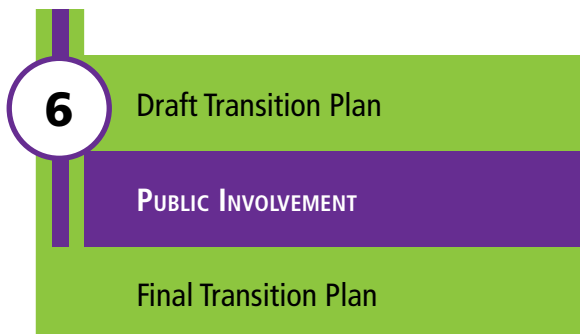 6
Draft Transition Plan
PUBLIC INVOLVEMENT
Final Transition Plan